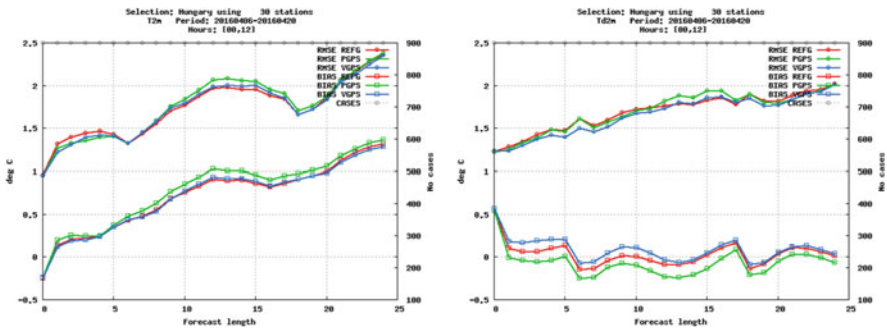 Selection: Hungary using 30 stations
T2m Period: 20160406-20160420
Hours: {00,12}
2,5
2
1,5
1
0,5
0
-0,5
deg C
900
800
700
600
500
400
300
200
100
No cases
RMSE REFG
RMSE PGPS
RMSE VGPS
BIAS REFG
BIAS PGPS
BIAS VGPS
CASES
0
5
10
15
20
25
Forecast length
Selection: Hungary using 30 stations
Td2m Period: 20160406-20160420
Hours: {00,12}
2,5
2
1,5
1
0,5
0
-0,5
deg C
900
800
700
600
500
400
300
200
100
No cases
RMSE REFG
RMSE PGPS
RMSE VGPS
BIAS REFG
BIAS PGPS
BIAS VGPS
CASES
0
5
10
15
20
25
Forecast length